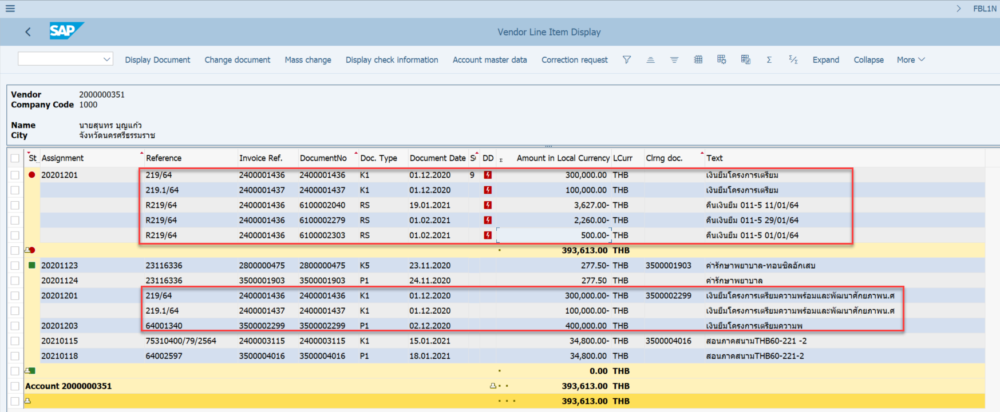 FBL1N
SAP
Vendor Line Item Display
Display Document Change document Mass change Display check information Account master data Correction request Expand Collapse More
Vendor 2000000351
Company Code 1000
Name นายสุนทร บุญแก้ว
City จังหวัดนครศรีธรรมราช
St Assignment Reference Invoice Ref. DocumentNo Doc. Type Document Date DD Σ Amount in Local Currency LCurr Clrng doc. Text
20201201 219/64 2400001436 2400001436 K1 01.12.2020 9 300,000.00 THB เงินยืมโครงการเตรียม
219.1/64 2400001437 2400001437 K1 01.12.2020 100,000.00 THB เงินยืมโครงการเตรียม
R219/64 2400001436 6100002040 RS 19.01.2021 3,627.00- THB คืนเงินยืม 011-5 11/01/64
R219/64 2400001436 6100002279 RS 01.02.2021 2,260.00- THB คืนเงินยืม 011-5 29/01/64
R219/64 2400001436 6100002303 RS 01.02.2021 500.00- THB คืนเงินยืม 011-5 01/01/64
393,613.00 THB
20201123 23116336 2800000475 2800000475 K5 23.11.2020 277.50- THB 3500001903 ค่ารักษาพยาบาล-ทอนซิลอักเสบ
20201124 23116336 3500001903 3500001903 P1 24.11.2020 277.50 THB ค่ารักษาพยาบาล
20201201 219/64 2400001436 2400001436 K1 01.12.2020 300,000.00- THB 3500002299 เงินยืมโครงการเตรียมความพร้อมและพัฒนาศักยภาพน.ศ
219.1/64 2400001437 2400001437 K1 01.12.2020 100,000.00- THB เงินยืมโครงการเตรียมความพร้อมและพัฒนาศักยภาพน.ศ
20201203 64001340 3500002299 3500002299 P1 02.12.2020 400,000.00 THB เงินยืมโครงการเตรียมความพ
20210115 75310400/79/2564 2400003115 2400003115 K1 15.01.2021 34,800.00- THB 3500004016 สอนภาคสนามTHB60-221 -2
20210118 64002597 3500004016 3500004016 P1 18.01.2021 34,800.00 THB สอนภาคสนามTHB60-221-2
0.00 THB
Account 2000000351 393,613.00 THB
393,613.00 THB